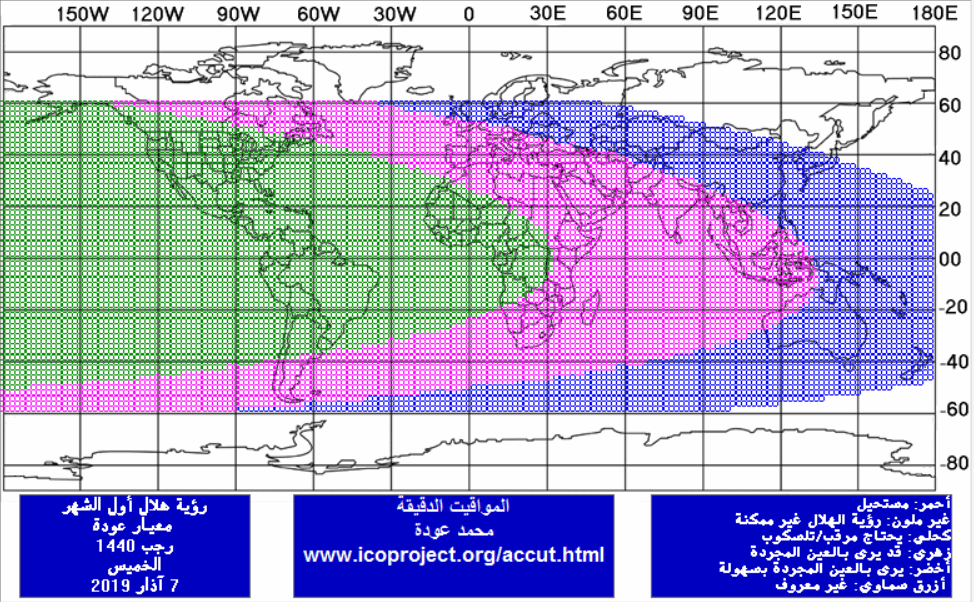 150W 120W 90W 60W 30W 0 30E 60E 90E 120E 150E 180E
80
60
40
20
00
-20
-40
-60
-80
رؤية هلال أول الشهر
معيار عودة
رجب 1440
الخميس
7 آذار 2019
المواقيت الدقيقة
محمد عودة
www.icoproject.org/accut.html
أحمر: مستحيل
غير ملون: رؤية الهلال غير ممكنة
كحلي: يحتاج مرقب/تلسكوب
زهري: قد يرى بالعين المجردة
أخضر: يرى بالعين المجردة بسهولة
أزرق سماوي: غير معروف